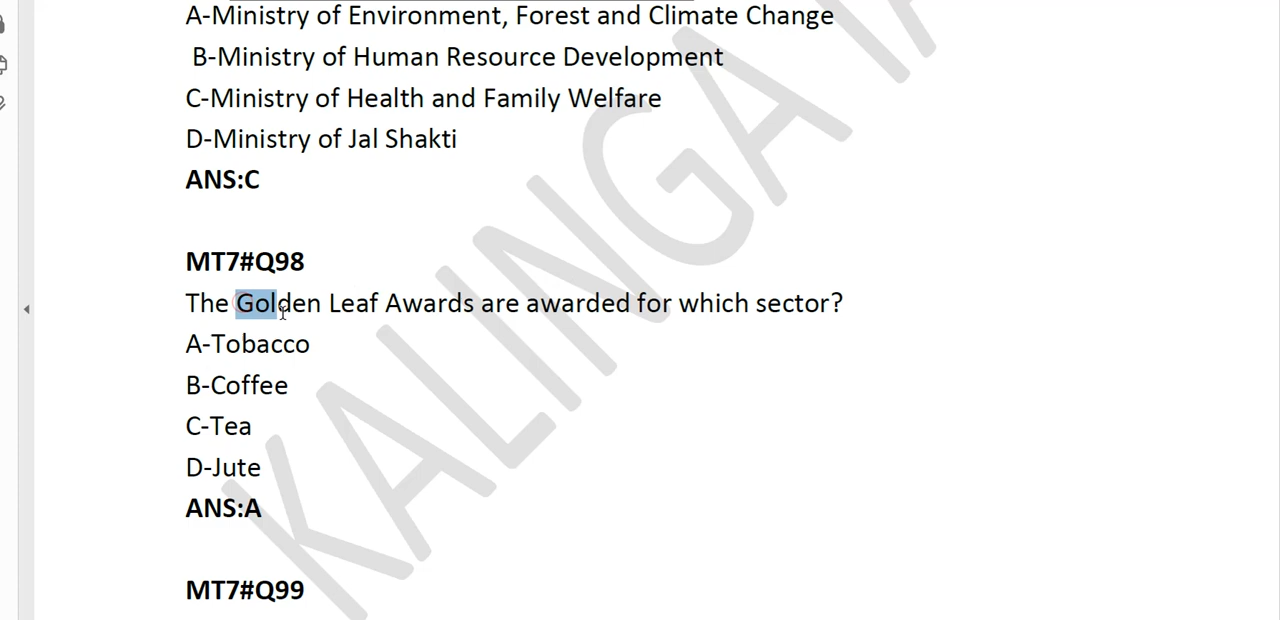 A-Ministry of Environment, Forest and Climate Change
B-Ministry of Human Resource Development
C-Ministry of Health and Family Welfare
D-Ministry of Jal Shakti
ANS:C
MT7#Q98
The Golden Leaf Awards are awarded for which sector?
A-Tobacco
B-Coffee
C-Tea
D-Jute
ANS:A
MT7#Q99
KALINGA